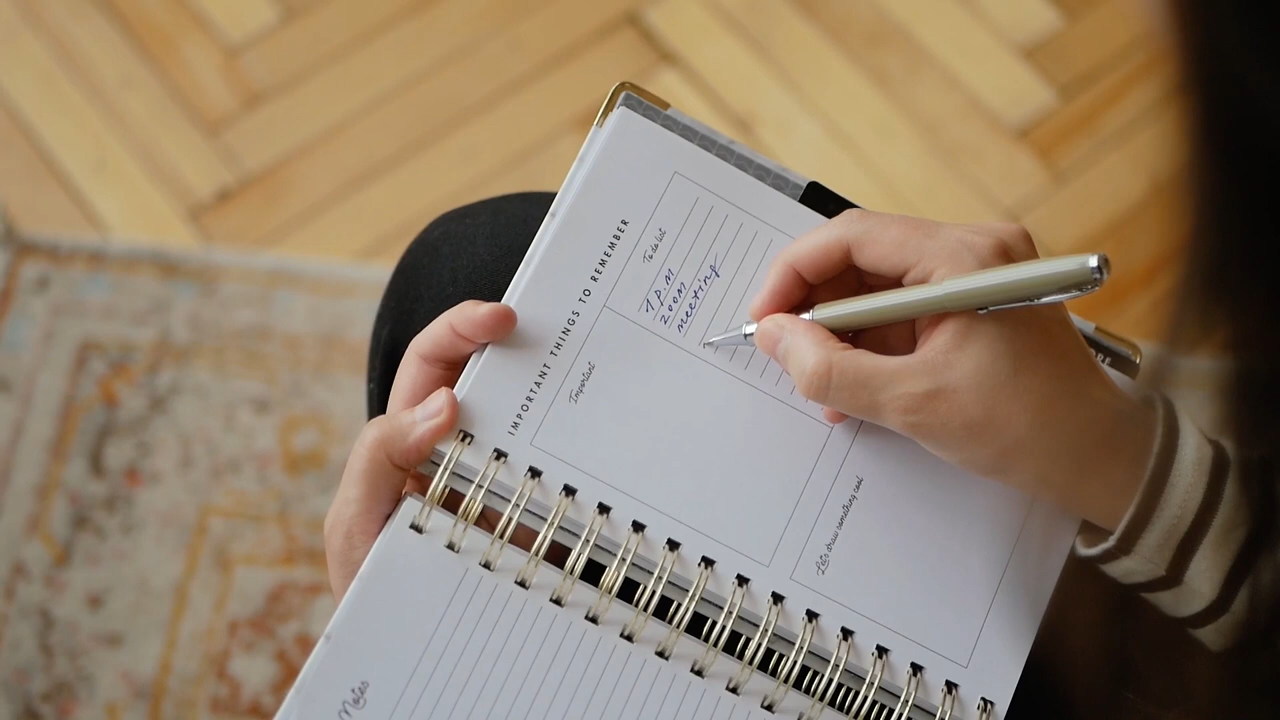 IMPORTANT THINGS TO REMEMBER
To do list
1 P.M
zoom
meeting
Important
Let's draw something cool
Notes